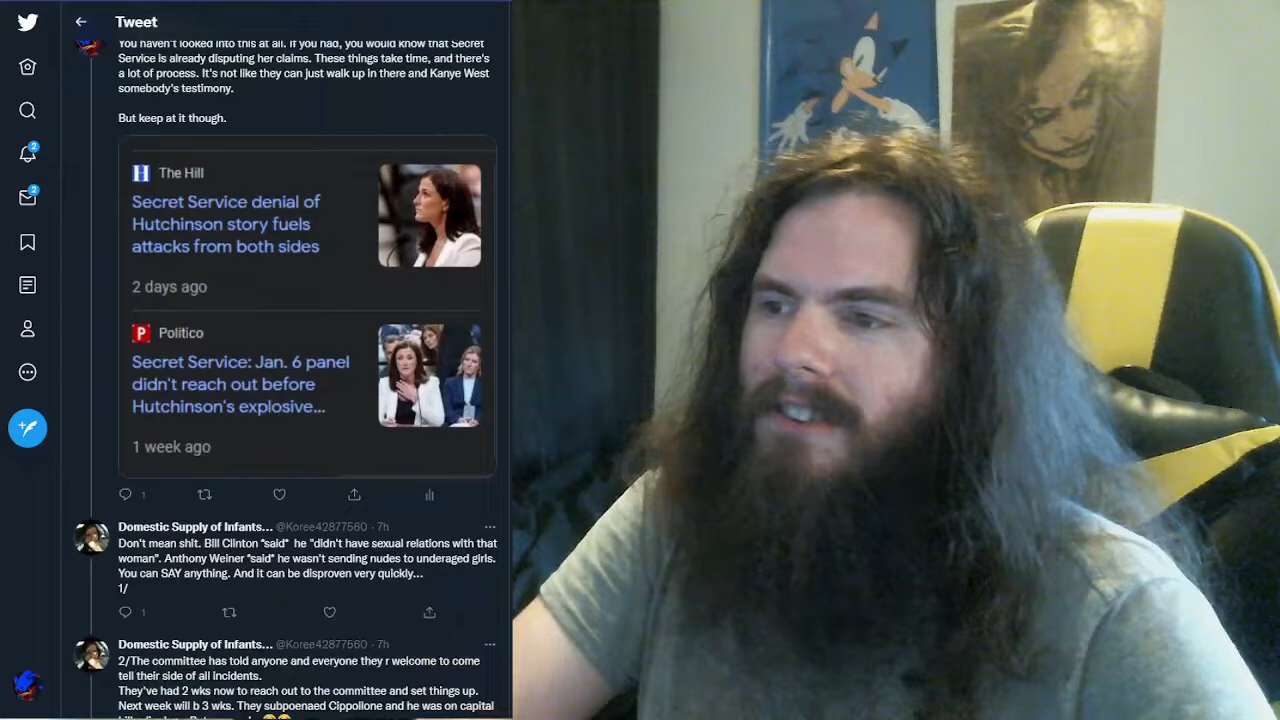 Tweet
You haven't looked into this at all. If you had, you would know that Secret
Service is already disputing her claims. These things take time, and there's
a lot of process. It's not like they can just walk up in there and Kanye West
somebody's testimony.
But keep at it though.
The Hill
Secret Service denial of
Hutchinson story fuels
attacks from both sides
2 days ago
Politico
Secret Service: Jan. 6 panel
didn't reach out before
Hutchinson's explosive...
1 week ago
1
Domestic Supply of Infants... @Koree42877560 · 7h
Don't mean shit. Bill Clinton *said* he "didn't have sexual relations with that
woman". Anthony Weiner *said* he wasn't sending nudes to underaged girls.
You can SAY anything. And it can be disproven very quickly...
1/
1
Domestic Supply of Infants... @Koree42877560 · 7h
2/The committee has told anyone and everyone they r welcome to come
tell their side of all incidents.
They've had 2 wks now to reach out to the committee and set things up.
Next week will b 3 wks. They subpoenaed Cippollone and he was on capital
2
2